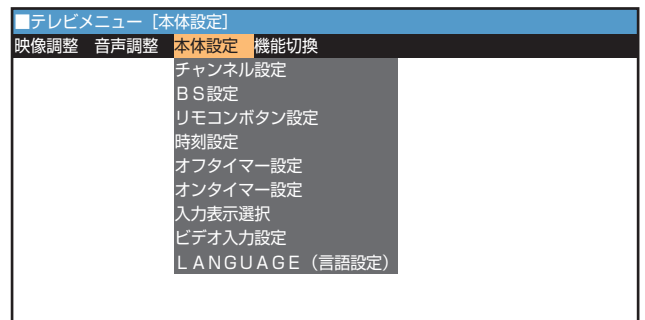 ■テレビメニュー［本体設定］
映像調整 音声調整 本体設定 機能切換
チャンネル設定
ＢＳ設定
リモコンボタン設定
時刻設定
オフタイマー設定
オンタイマー設定
入力表示選択
ビデオ入力設定
ＬＡＮＧＵＡＧＥ（言語設定）